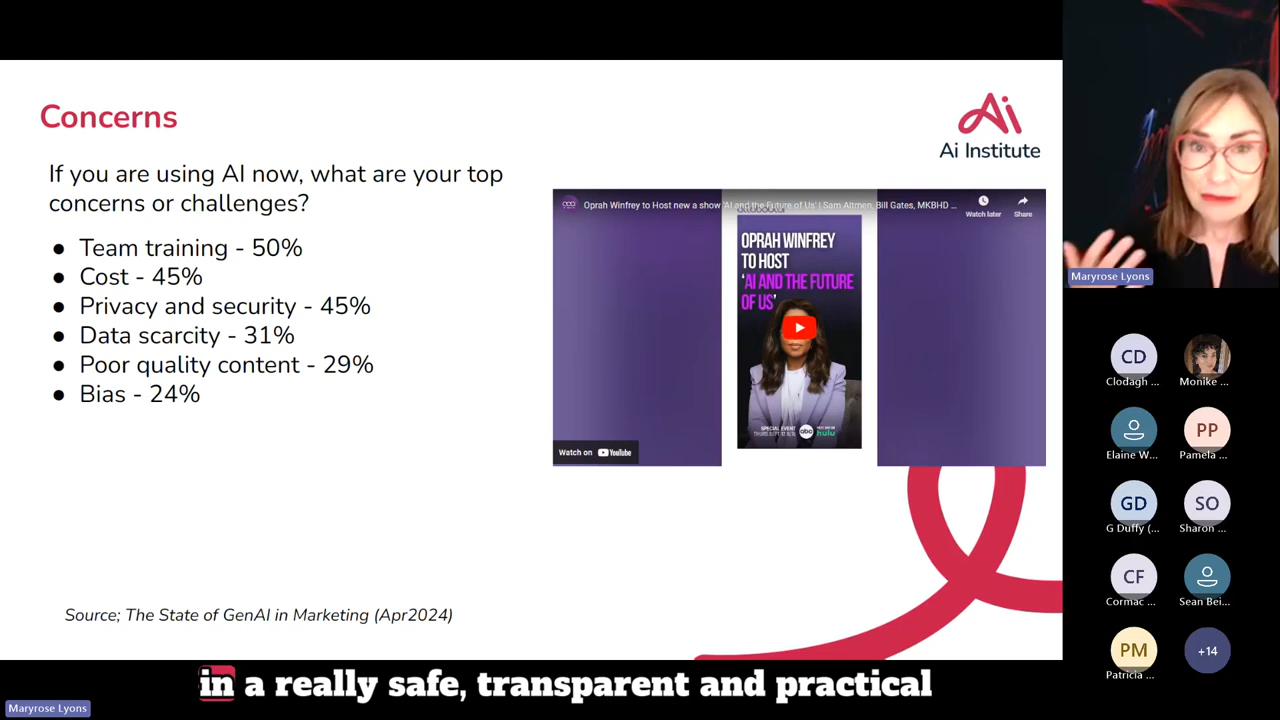 Concerns
If you are using AI now, what are your top
concerns or challenges?
● Team training - 50%
● Cost - 45%
● Privacy and security - 45%
● Data scarcity - 31%
● Poor quality content - 29%
● Bias - 24%
Source; The State of GenAI in Marketing (Apr2024)
Ai
Ai Institute
Oprah Winfrey to Host new a show 'AI and the Future of Us' | Sam Altmen, Bill Gates, MKBHD ...
Watch later
Share
OPRAH WINFREY
TO HOST
'AI AND THE FUTURE
OF US'
SPECIAL EVENT
abc
hulu
Watch on YouTube
in a really safe, transparent and practical
Maryrose Lyons
Maryrose Lyons
CD
Clodagh ...
Monike ...
Elaine W...
PP
Pamela ...
GD
G Duffy (...
SO
Sharon ...
CF
Cormac ...
Sean Bei...
PM
Patricia ...
+14